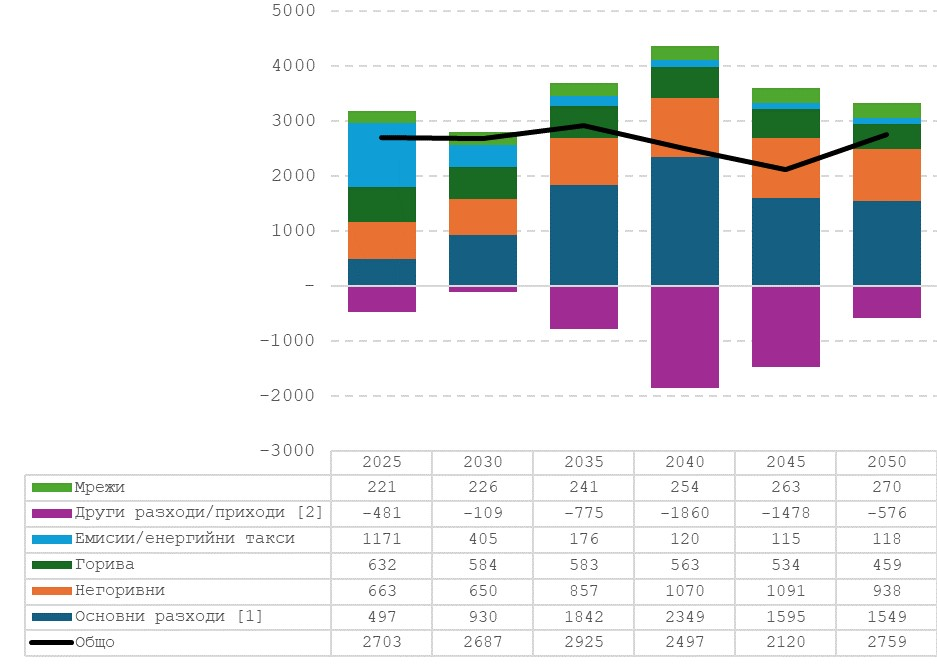 5000
4000
3000
2000
1000
–
-1000
-2000
-3000
2025 2030 2035 2040 2045 2050
Мрежи 221 226 241 254 263 270
Други разходи/приходи [2] -481 -109 -775 -1860 -1478 -576
Емисии/енергийни такси 1171 405 176 120 115 118
Горива 632 584 583 563 534 459
Негоривни 663 650 857 1070 1091 938
Основни разходи [1] 497 930 1842 2349 1595 1549
Общо 2703 2687 2925 2497 2120 2759